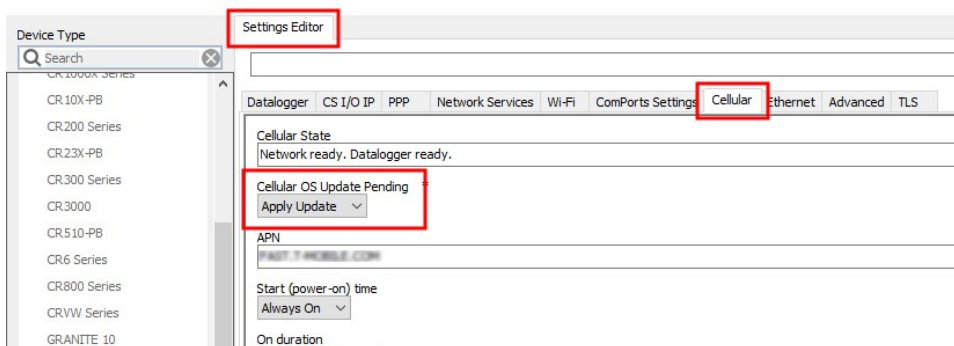 Device Type
Search
CR10X-PB
CR200 Series
CR23X-PB
CR300 Series
CR3000
CR510-PB
CR6 Series
CR800 Series
CRVW Series
GRANITE 10
Settings Editor
Datalogger CS I/O IP PPP Network Services Wi-Fi ComPorts Settings Cellular Ethernet Advanced TLS
Cellular State
Network ready. Datalogger ready.
Cellular OS Update Pending *
Apply Update
APN
Start (power-on) time
Always On
On duration